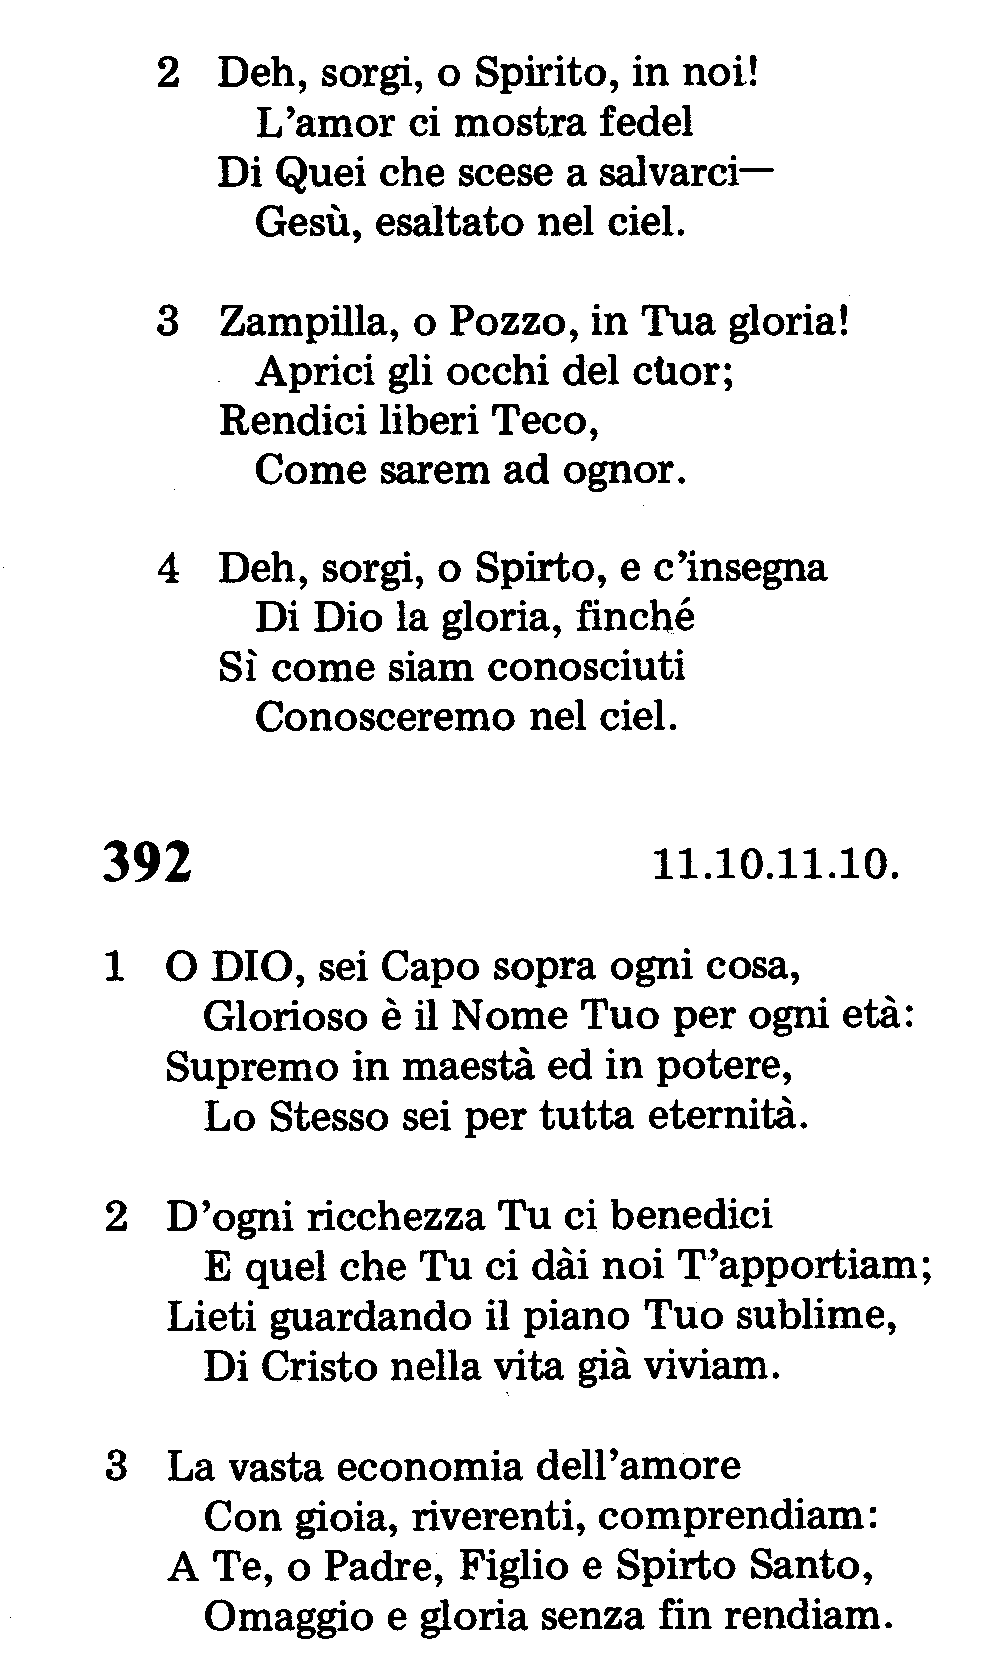 2 Deh, sorgi, o Spirito, in noi!
L’amor ci mostra fedel
Di Quei che scese a salvarci—
Gesù, esaltato nel ciel.
3 Zampilla, o Pozzo, in Tua gloria!
Aprici gli occhi del cuor;
Rendici liberi Teco,
Come sarem ad ognor.
4 Deh, sorgi, o Spirto, e c’insegna
Di Dio la gloria, finché
Sì come siam conosciuti
Conosceremo nel ciel.
392 11.10.11.10.
1 O DIO, sei Capo sopra ogni cosa,
Glorioso è il Nome Tuo per ogni età:
Supremo in maestà ed in potere,
Lo Stesso sei per tutta eternità.
2 D’ogni ricchezza Tu ci benedici
E quel che Tu ci dài noi T’apportiam;
Lieti guardando il piano Tuo sublime,
Di Cristo nella vita già viviam.
3 La vasta economia dell’amore
Con gioia, riverenti, comprendiam:
A Te, o Padre, Figlio e Spirto Santo,
Omaggio e gloria senza fin rendiam.